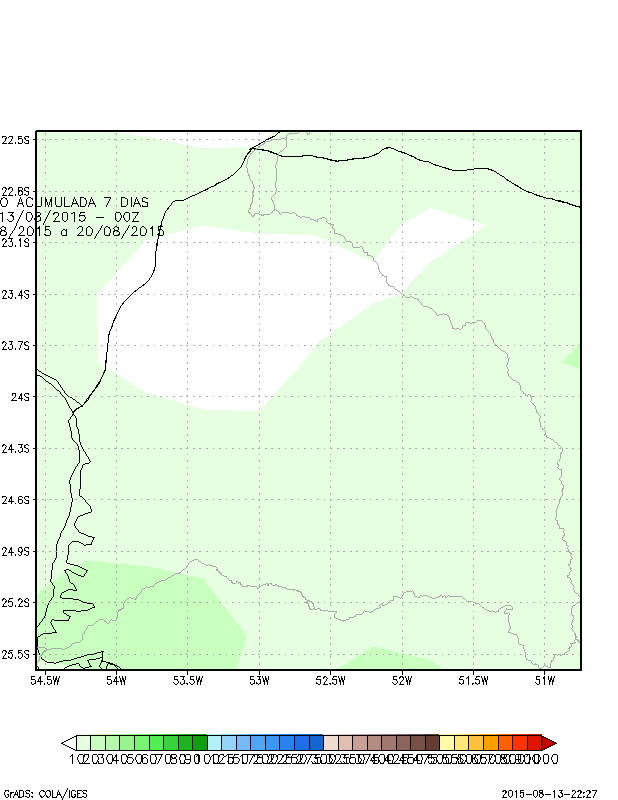 O ACUMULADA 7 DIAS
13/08/2015 – 00Z
8/2015 a 20/08/2015
22.5S
22.8S
23.1S
23.4S
23.7S
24S
24.3S
24.6S
24.9S
25.2S
25.5S
54.5W 54W 53.5W 53W 52.5W 52W 51.5W 51W
GrADS: COLA/IGES 2015-08-13-22:27